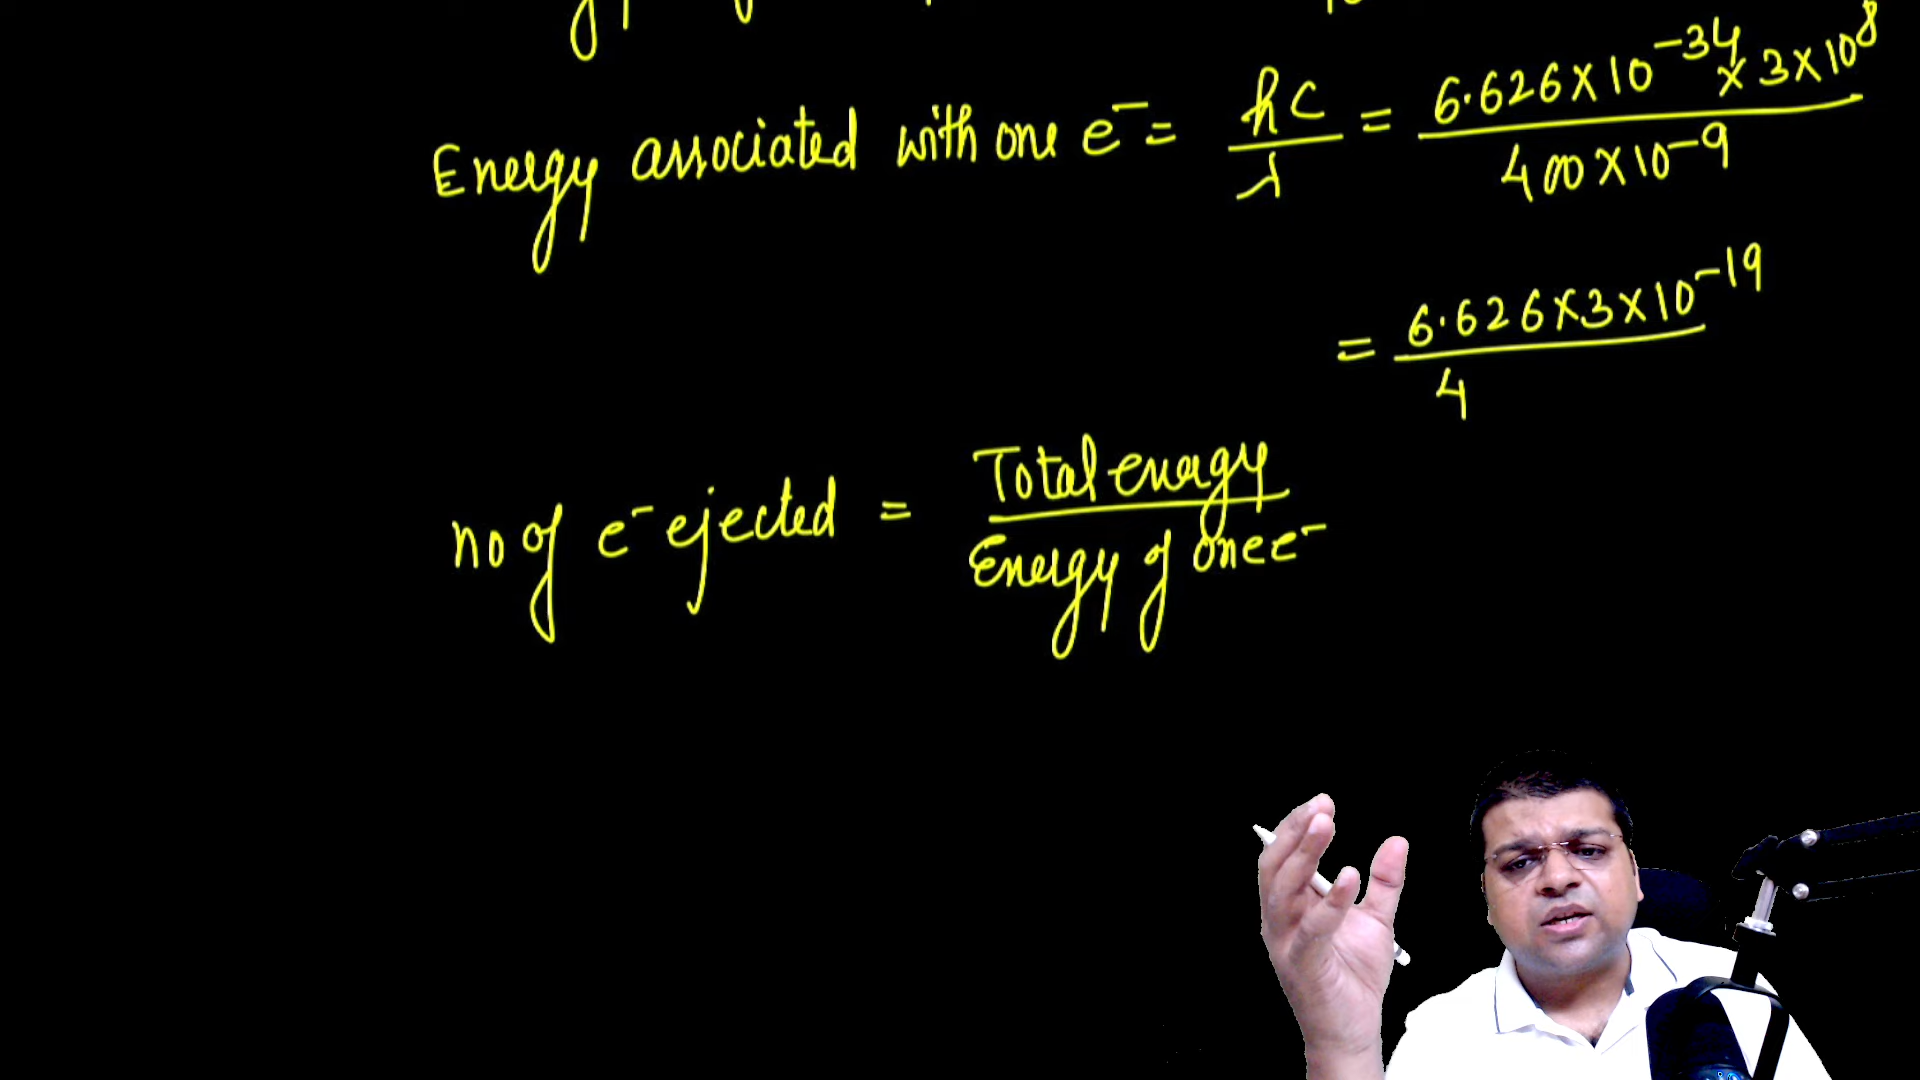 Energy associated with one e⁻ = hc/λ = 6.626×10⁻³⁴ × 3×10⁸ / 400×10⁻⁹
= 6.626×3×10⁻¹⁹ / 4
no of e⁻ ejected = Total energy / Energy of one e⁻